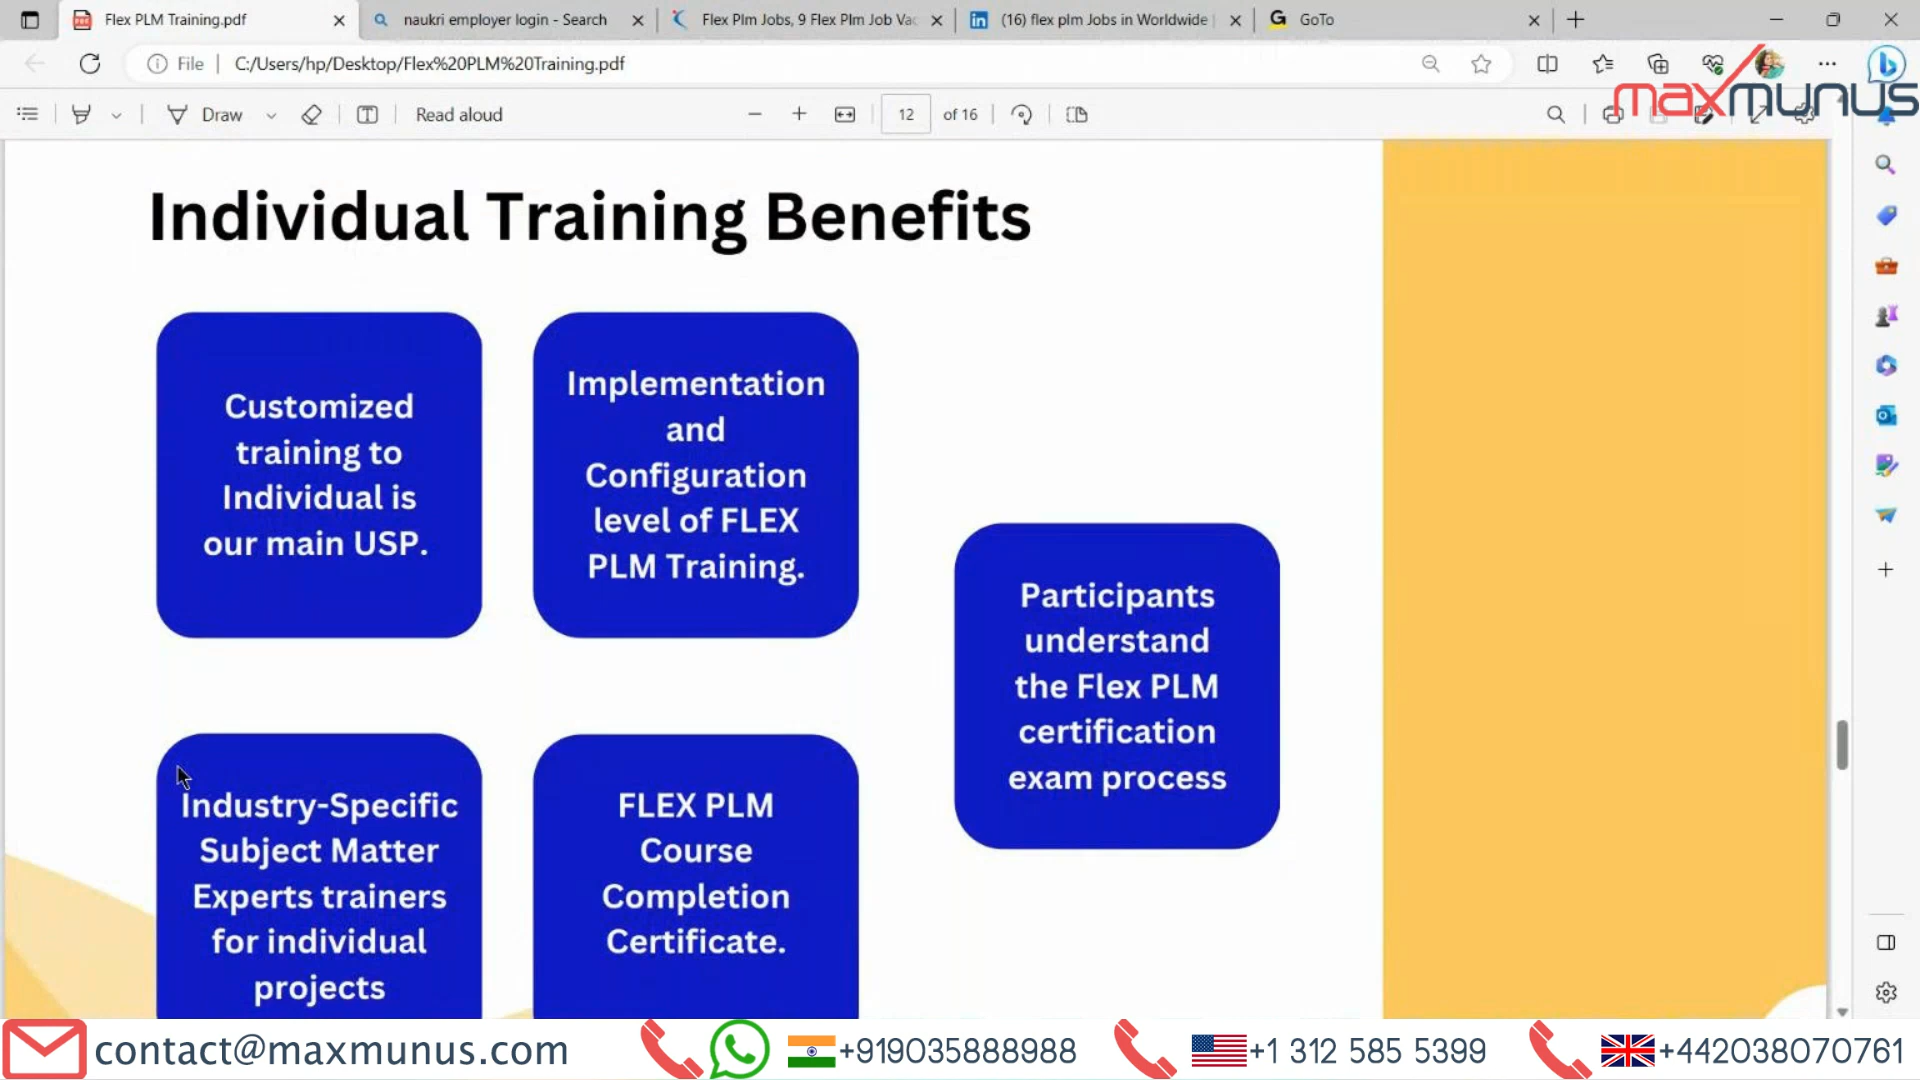 Flex PLM Training.pdf
naukri employer login - Search
Flex Plm Jobs, 9 Flex Plm Job Vac
(16) flex plm Jobs in Worldwide
GoTo
File
C:/Users/hp/Desktop/Flex%20PLM%20Training.pdf
maxmunus
Draw
Read aloud
12
of 16
Individual Training Benefits
Customized
training to
Individual is
our main USP.
Implementation
and
Configuration
level of FLEX
PLM Training.
Participants
understand
the Flex PLM
certification
exam process
Industry-Specific
Subject Matter
Experts trainers
for individual
projects
FLEX PLM
Course
Completion
Certificate.
contact@maxmunus.com
+919035888988
+1 312 585 5399
+442038070761